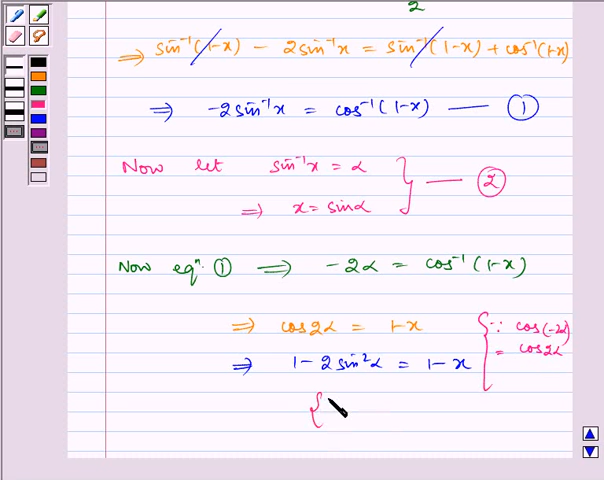 2
⇒ sin⁻¹(1-x) - 2sin⁻¹x = sin⁻¹(1-x) + cos⁻¹(1-x)
⇒ -2sin⁻¹x = cos⁻¹(1-x) — ①
Now let sin⁻¹x = α
⇒ x = sinα } — ②
Now eqⁿ. ① ⇒ -2α = cos⁻¹(1-x)
⇒ cos2α = 1-x { ∵ cos(-2α)
⇒ 1 - 2sin²α = 1 - x = cos2α
{